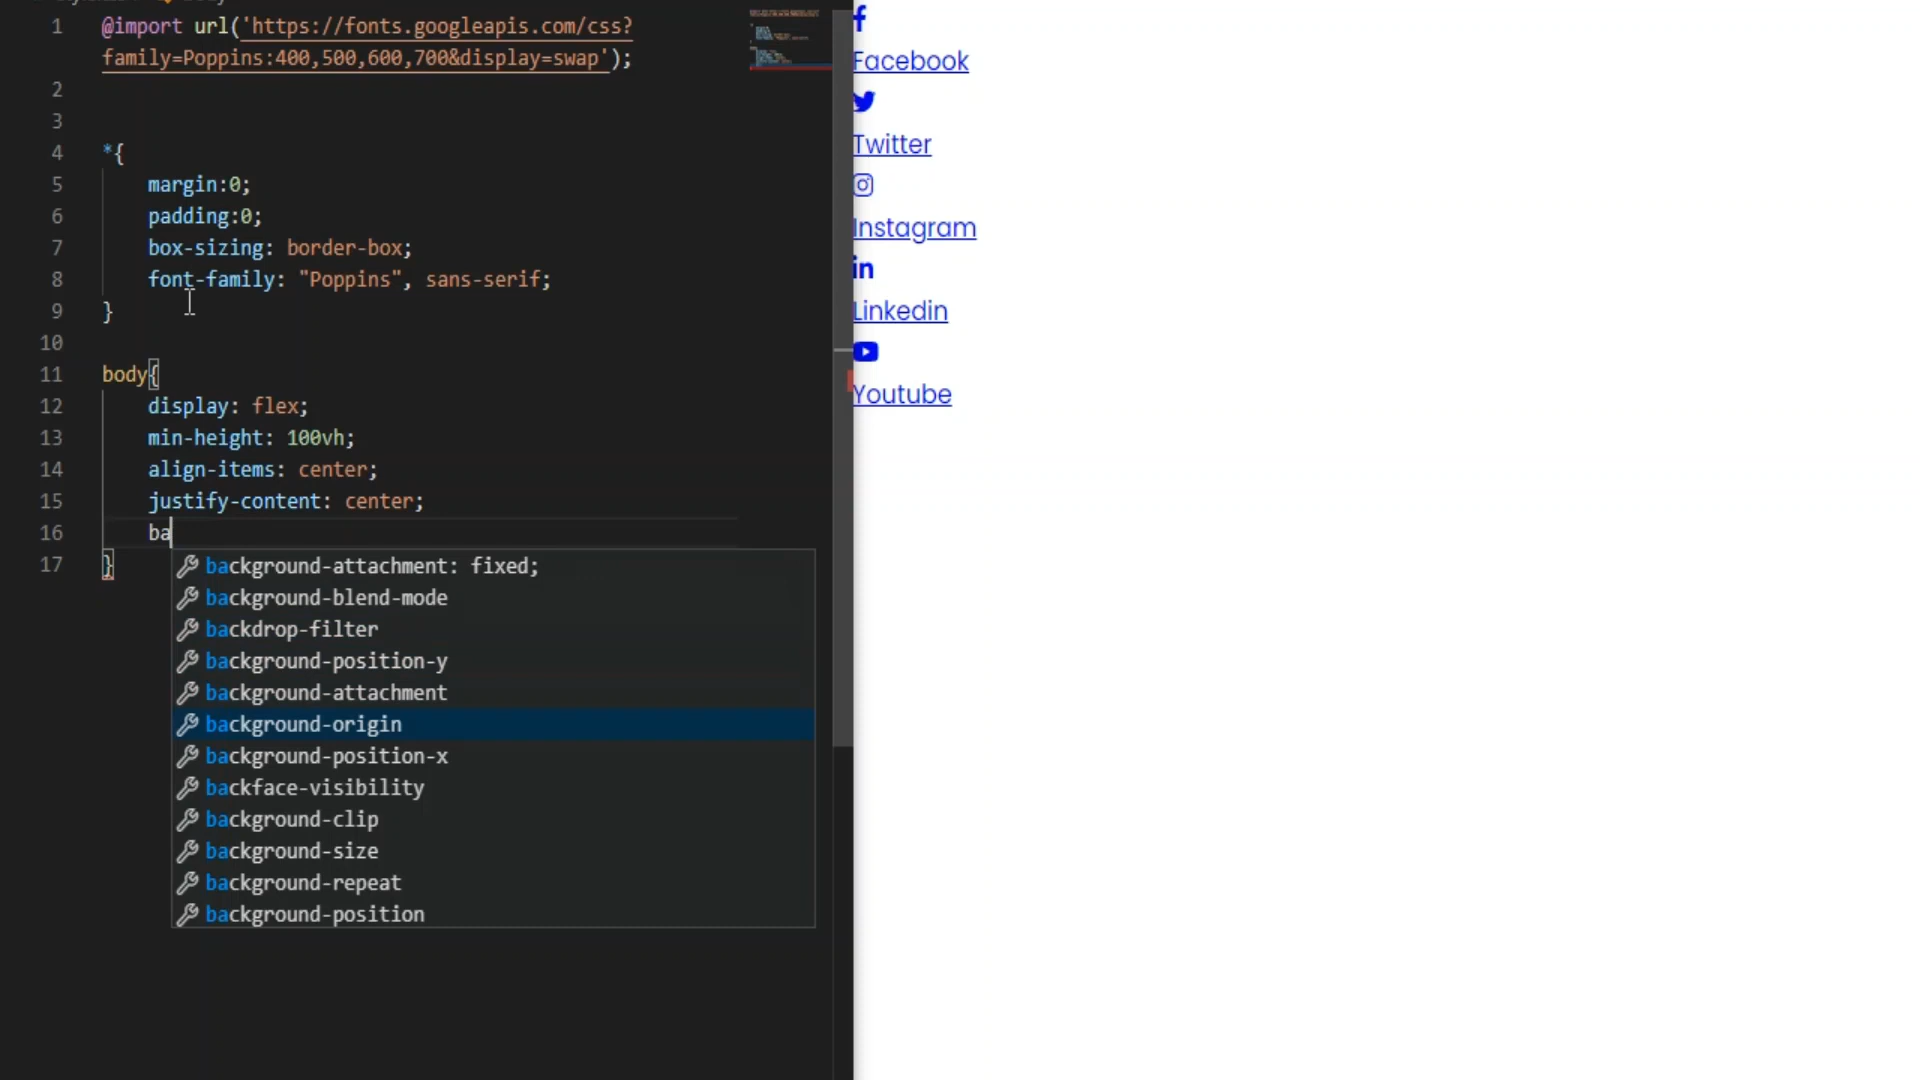 1 @import url('https://fonts.googleapis.com/css?
family=Poppins:400,500,600,700&display=swap');
2
3
4 *{
5 margin:0;
6 padding:0;
7 box-sizing: border-box;
8 font-family: "Poppins", sans-serif;
9 }
10
11 body{
12 display: flex;
13 min-height: 100vh;
14 align-items: center;
15 justify-content: center;
16 ba
17 }
background-attachment: fixed;
background-blend-mode
backdrop-filter
background-position-y
background-attachment
background-origin
background-position-x
backface-visibility
background-clip
background-size
background-repeat
background-position
Facebook
Twitter
Instagram
in
Linkedin
Youtube